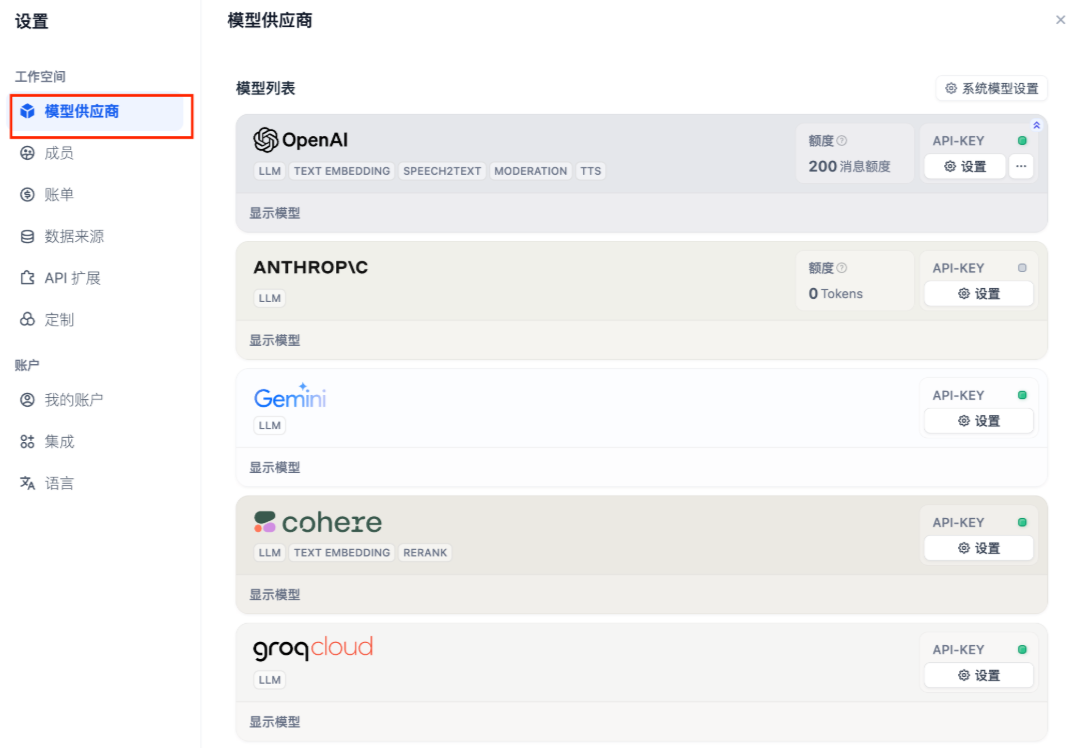 设置
工作空间
模型供应商
成员
账单
数据来源
API 扩展
定制
账户
我的账户
集成
语言
模型供应商
模型列表
系统模型设置
OpenAI
LLM TEXT EMBEDDING SPEECH2TEXT MODERATION TTS
额度
200 消息额度
API-KEY
设置
显示模型
ANTHROP\C
LLM
额度
0 Tokens
API-KEY
设置
显示模型
Gemini
LLM
API-KEY
设置
显示模型
cohere
LLM TEXT EMBEDDING RERANK
API-KEY
设置
显示模型
groqcloud
LLM
API-KEY
设置
显示模型